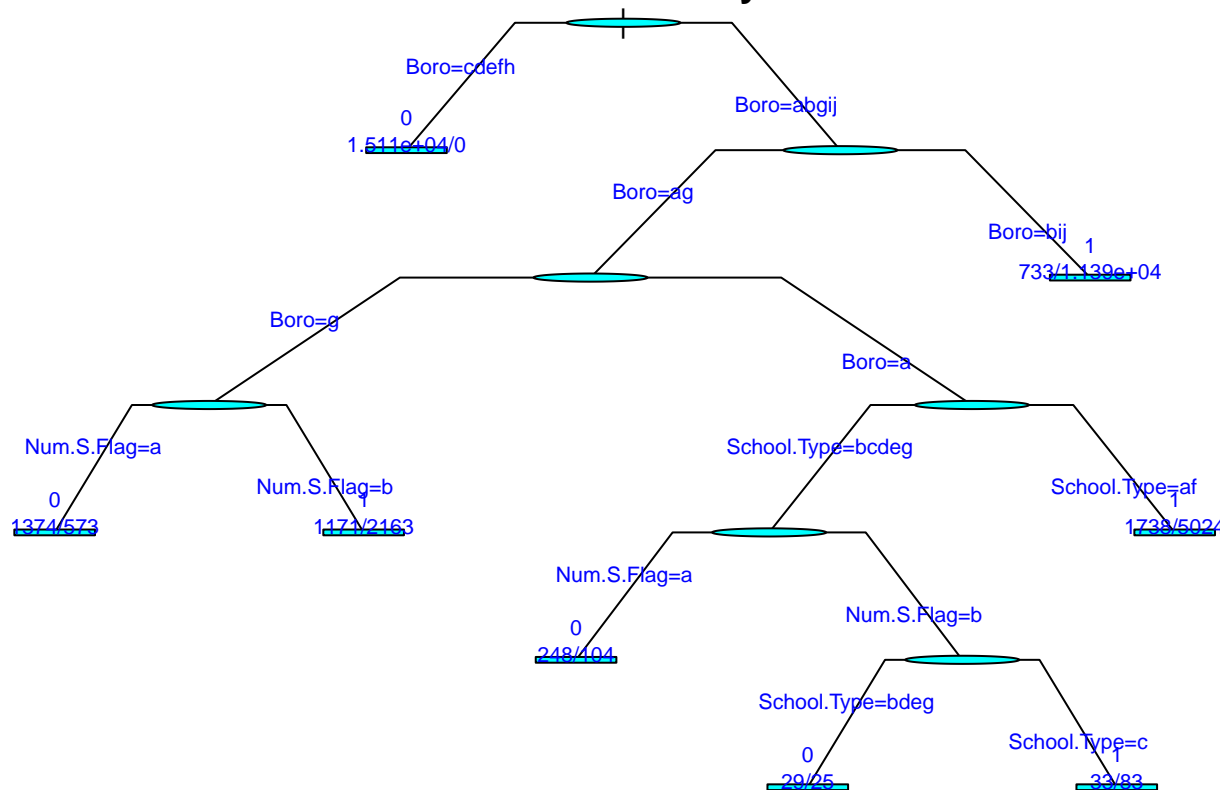 Boro=cdefh
Boro=abgij
0
1.511e+04/0
Boro=ag
Boro=bij
1
733/1.139e+04
Boro=g
Boro=a
Num.S.Flag=a
Num.S.Flag=b
School.Type=bcdeg
School.Type=af
0
1374/573
1
1171/2163
1
1738/5024
Num.S.Flag=a
Num.S.Flag=b
0
248/104
School.Type=bdeg
School.Type=c
0
29/25
1
33/83